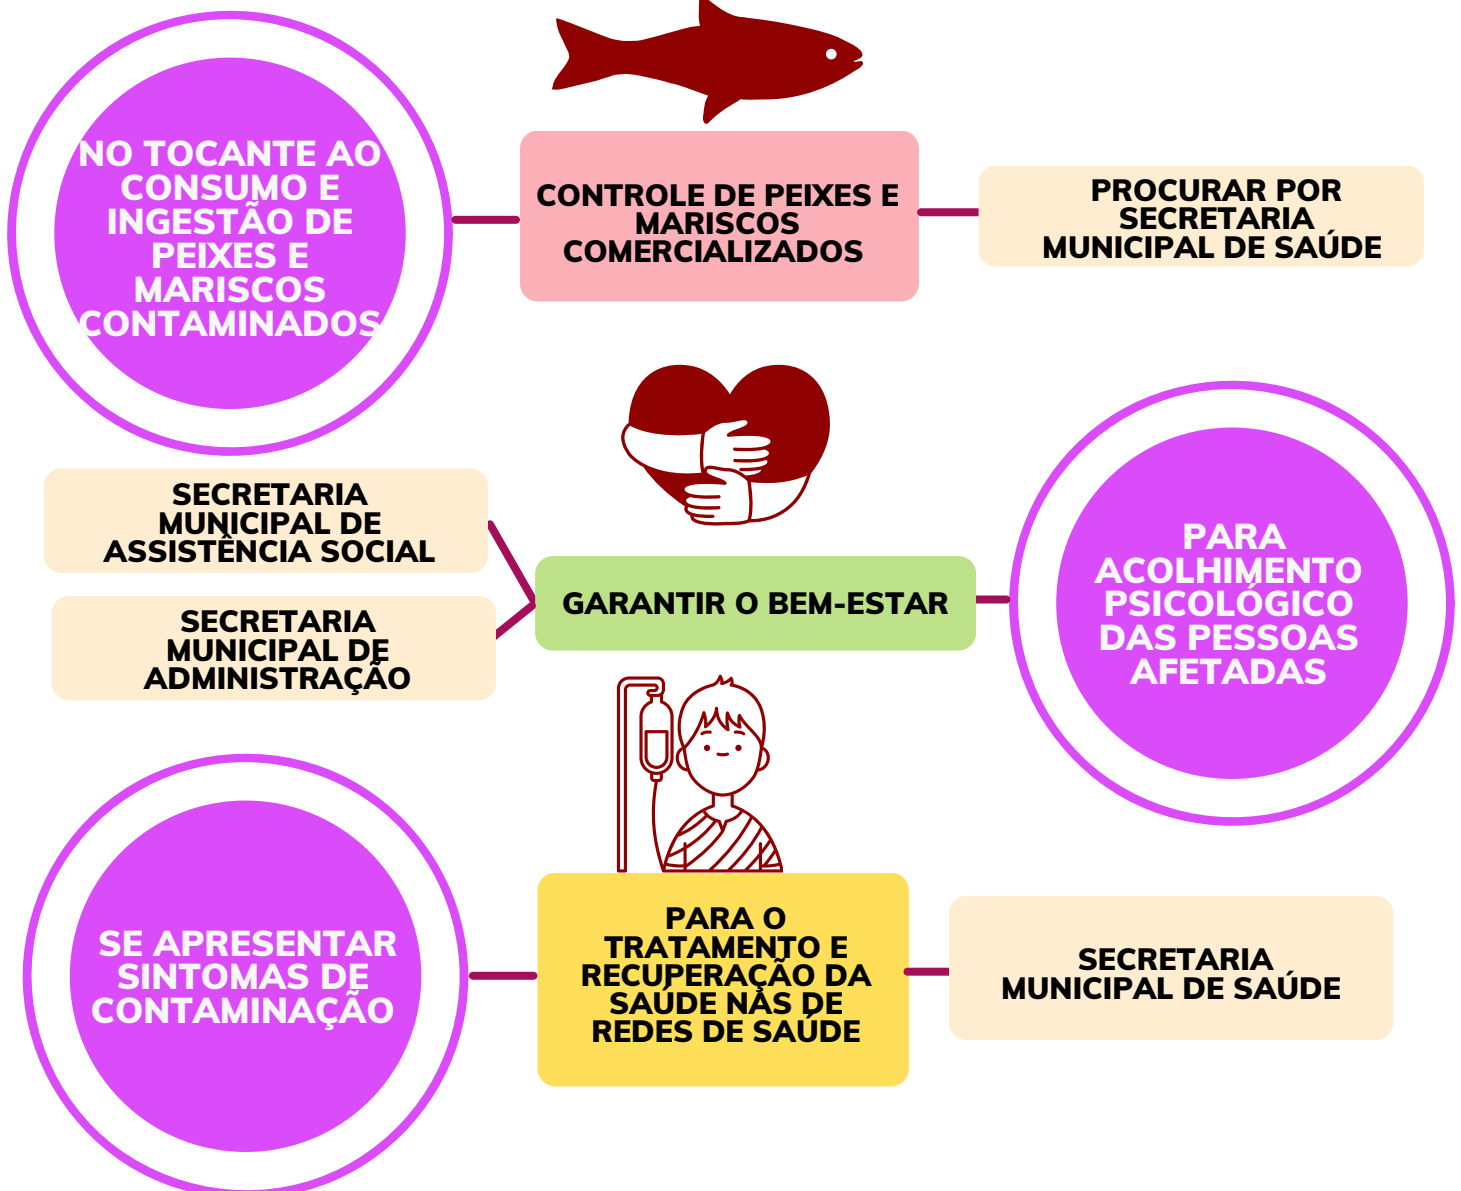 NO TOCANTE AO
CONSUMO E
INGESTÃO DE
PEIXES E
MARISCOS
CONTAMINADOS
CONTROLE DE PEIXES E
MARISCOS
COMERCIALIZADOS
PROCURAR POR
SECRETARIA
MUNICIPAL DE SAÚDE
SECRETARIA
MUNICIPAL DE
ASSISTÊNCIA SOCIAL
SECRETARIA
MUNICIPAL DE
ADMINISTRAÇÃO
GARANTIR O BEM-ESTAR
PARA
ACOLHIMENTO
PSICOLÓGICO
DAS PESSOAS
AFETADAS
SE APRESENTAR
SINTOMAS DE
CONTAMINAÇÃO
PARA O
TRATAMENTO E
RECUPERAÇÃO DA
SAÚDE NAS DE
REDES DE SAÚDE
SECRETARIA
MUNICIPAL DE SAÚDE